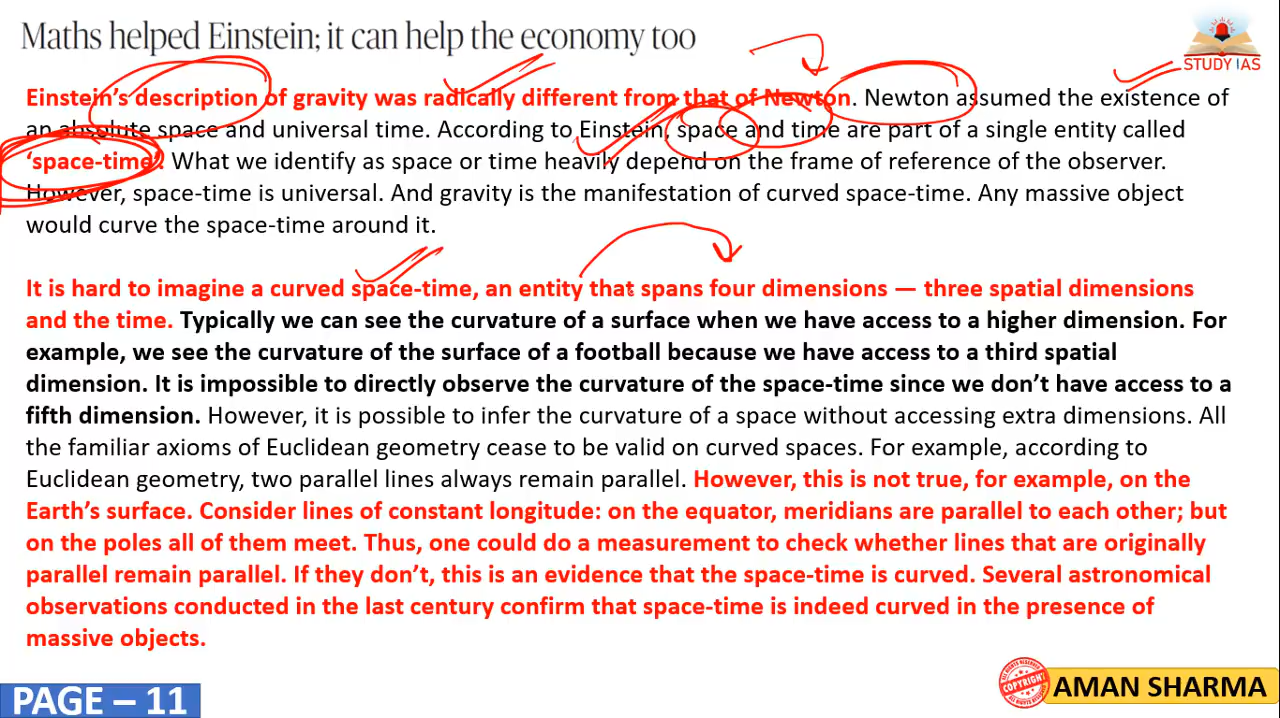 Maths helped Einstein; it can help the economy too
STUDY IAS
Einstein's description of gravity was radically different from that of Newton. Newton assumed the existence of
an absolute space and universal time. According to Einstein, space and time are part of a single entity called
'space-time'. What we identify as space or time heavily depend on the frame of reference of the observer.
However, space-time is universal. And gravity is the manifestation of curved space-time. Any massive object
would curve the space-time around it.
It is hard to imagine a curved space-time, an entity that spans four dimensions — three spatial dimensions
and the time. Typically we can see the curvature of a surface when we have access to a higher dimension. For
example, we see the curvature of the surface of a football because we have access to a third spatial
dimension. It is impossible to directly observe the curvature of the space-time since we don't have access to a
fifth dimension. However, it is possible to infer the curvature of a space without accessing extra dimensions. All
the familiar axioms of Euclidean geometry cease to be valid on curved spaces. For example, according to
Euclidean geometry, two parallel lines always remain parallel. However, this is not true, for example, on the
Earth's surface. Consider lines of constant longitude: on the equator, meridians are parallel to each other; but
on the poles all of them meet. Thus, one could do a measurement to check whether lines that are originally
parallel remain parallel. If they don't, this is an evidence that the space-time is curved. Several astronomical
observations conducted in the last century confirm that space-time is indeed curved in the presence of
massive objects.
PAGE – 11
COPYRIGHT
AMAN SHARMA